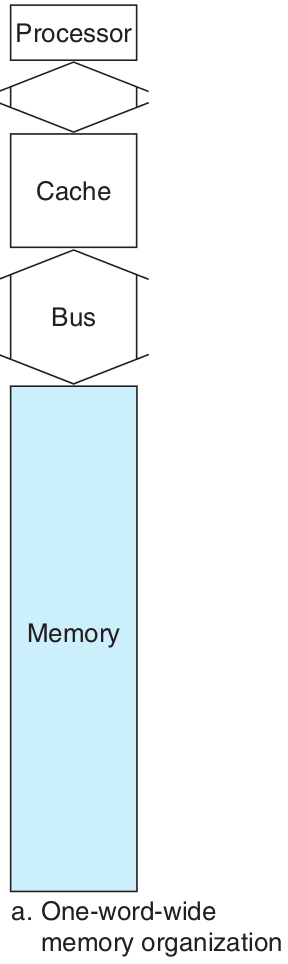 Processor
Cache
Bus
Memory
a. One-word-wide
memory organization